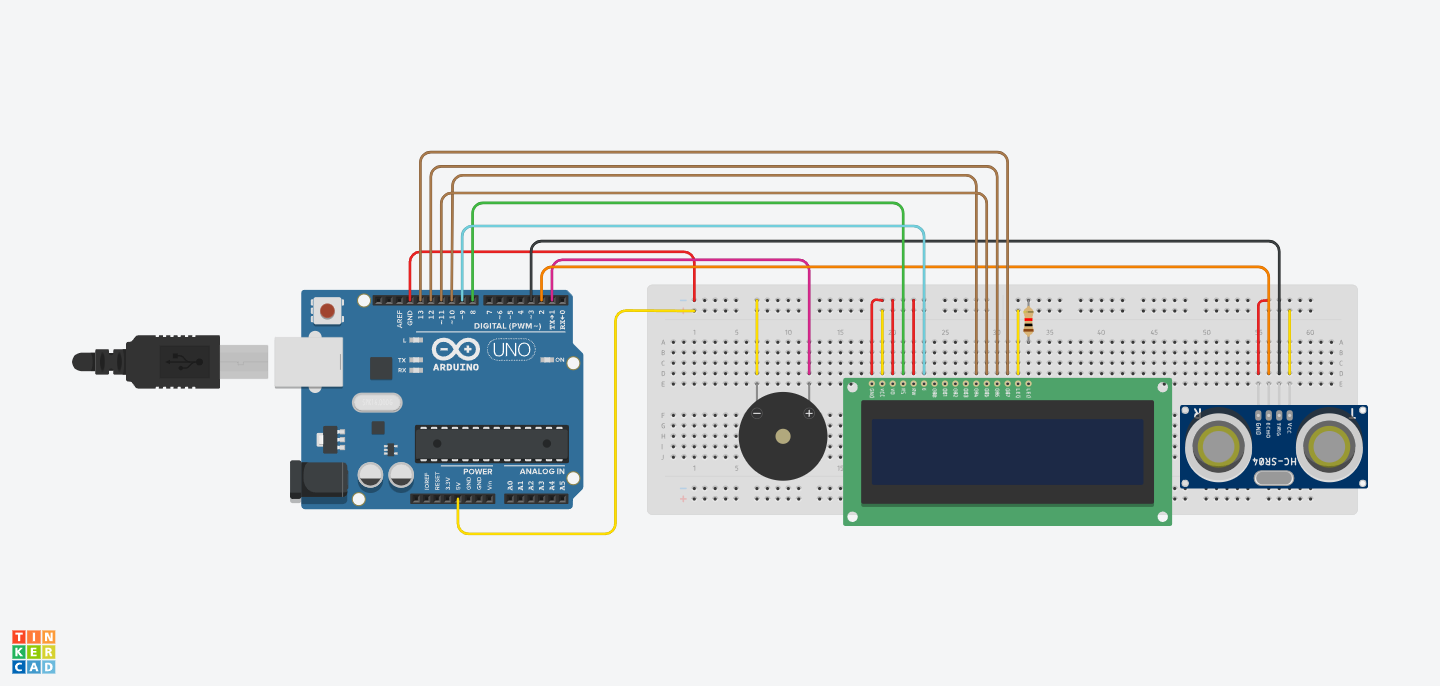 1 5 10 15 25 30 35 40 45 50 55 60
AREF
GND
13
12
~11
~10
~9
8
7
~6
~5
4
~3
2
TX→1
RX←0
DIGITAL (PWM~)
L
TX
RX
ARDUINO
UNO
ON
POWER
ANALOG IN
IOREF
RESET
3.3V
5V
GND
GND
Vin
A0
A1
A2
A3
A4
A5
A
B
C
D
E
F
G
H
I
J
A
B
C
D
E
1 5 15
GND
VCC
V0
RS
RW
E
DB0
DB1
DB2
DB3
DB4
DB5
DB6
DB7
LED
LED
R
T
GND
ECHO
TRIG
VCC
HC-SR04
TIN
KER
CAD